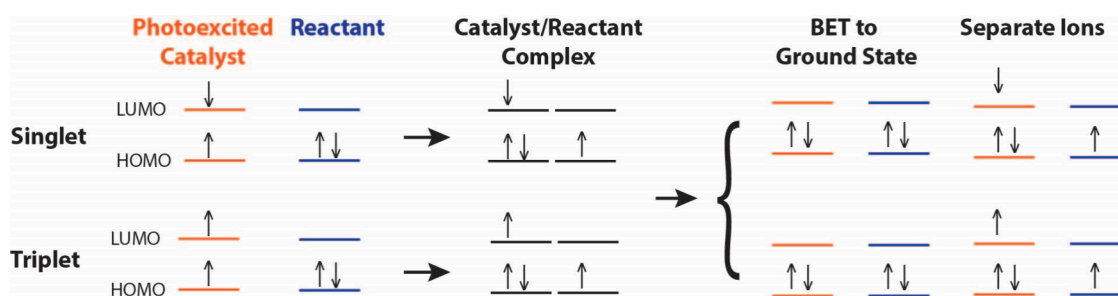 Photoexcited Catalyst
Reactant
Catalyst/Reactant Complex
BET to Ground State
Separate Ions
LUMO
Singlet
HOMO
LUMO
Triplet
HOMO